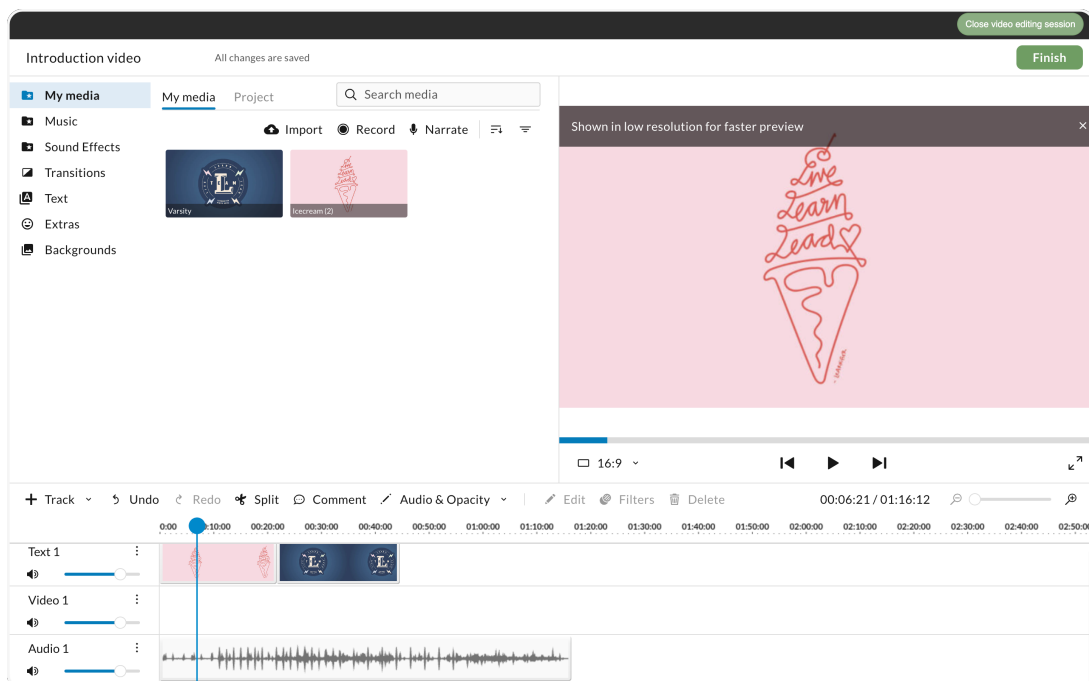 Close video editing session
Introduction video
All changes are saved
Finish
My media
Music
Sound Effects
Transitions
Text
Extras
Backgrounds
My media Project
Search media
Import Record Narrate
Varsity
Icecream (2)
L
Shown in low resolution for faster preview
Live
Learn
Lead
16:9
Track Undo Redo Split Comment Audio & Opacity Edit Filters Delete 00:06:21 / 01:16:12
0:00 0:10:00 00:20:00 00:30:00 00:40:00 00:50:00 01:00:00 01:10:00 01:20:00 01:30:00 01:40:00 01:50:00 02:00:00 02:10:00 02:20:00 02:30:00 02:40:00 02:50:00
Text 1
L L
Video 1
Audio 1